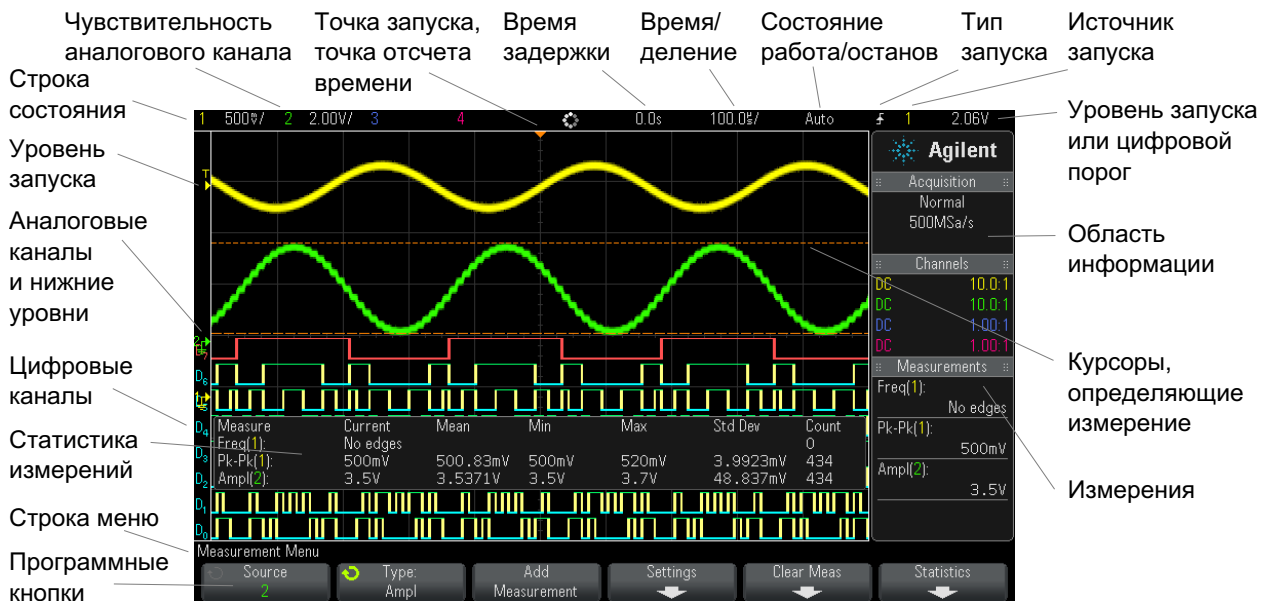 Чувствительность
аналогового канала
Точка запуска,
точка отсчета
времени
Время
задержки
Время/
деление
Состояние
работа/останов
Тип
запуска
Источник
запуска
Строка
состояния
Уровень
запуска
Аналоговые
каналы
и нижние
уровни
Цифровые
каналы
Статистика
измерений
Строка меню
Программные
кнопки
1 500mV/ 2 2.00V/ 3 4 0.0s 100.0us/ Auto 1 2.06V
T
D6
D4
D3
D2
D1
D0
Measure Current Mean Min Max Std Dev Count
Freq(1): No edges 0
Pk-Pk(1): 500mV 500.83mV 500mV 520mV 3.9923mV 434
Ampl(2): 3.5V 3.5371V 3.5V 3.7V 48.837mV 434
Agilent
Acquisition
Normal
500MSa/s
Channels
DC 10.0:1
DC 10.0:1
DC 1.00:1
DC 1.00:1
Measurements
Freq(1):
No edges
Pk-Pk(1):
500mV
Ampl(2):
3.5V
Measurement Menu
Source
2
Type:
Ampl
Add
Measurement
Settings
Clear Meas
Statistics
Уровень запуска
или цифровой
порог
Область
информации
Курсоры,
определяющие
измерение
Измерения